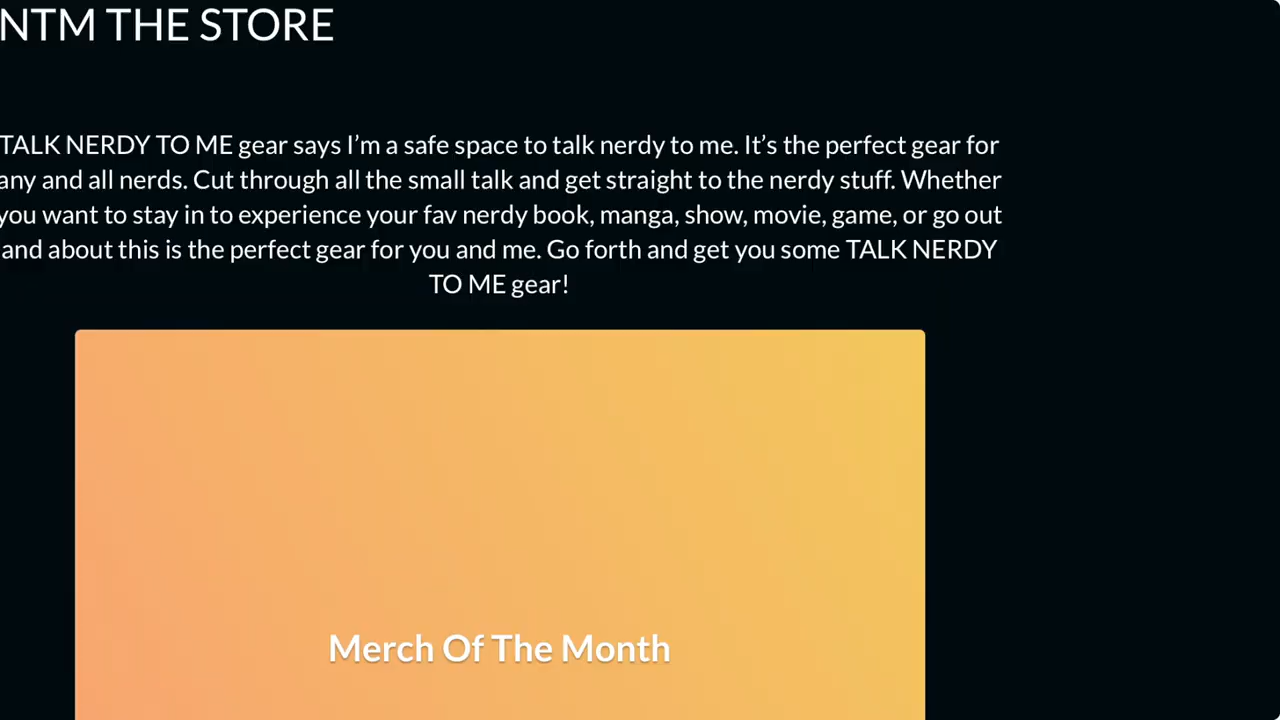 NTM THE STORE
TALK NERDY TO ME gear says I’m a safe space to talk nerdy to me. It’s the perfect gear for
any and all nerds. Cut through all the small talk and get straight to the nerdy stuff. Whether
you want to stay in to experience your fav nerdy book, manga, show, movie, game, or go out
and about this is the perfect gear for you and me. Go forth and get you some TALK NERDY
TO ME gear!
Merch Of The Month